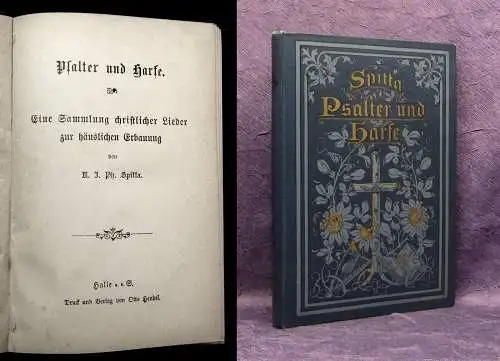 Psalter und Harfe.
Eine Sammlung christlicher Lieder
zur häuslichen Erbauung
von
K. J. Ph. Spitta.
Halle a. d. S.
Druck und Verlag von Otto Hendel.
Spitta
Psalter und
Harfe